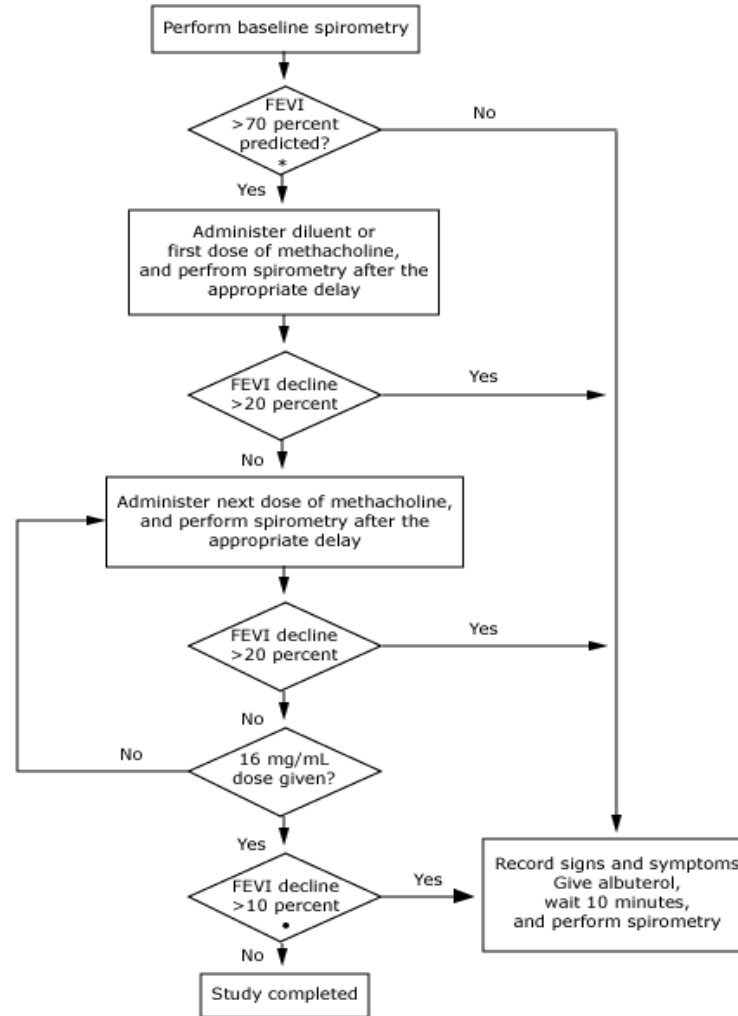 Perform baseline spirometry
FEVI
>70 percent
predicted?
*
No
Yes
Administer diluent or
first dose of methacholine,
and perfrom spirometry after the
appropriate delay
FEVI decline
>20 percent
Yes
No
Administer next dose of methacholine,
and perform spirometry after the
appropriate delay
FEVI decline
>20 percent
Yes
No
No
16 mg/mL
dose given?
Yes
FEVI decline
>10 percent
•
Yes
Record signs and symptoms
Give albuterol,
wait 10 minutes,
and perform spirometry
No
Study completed